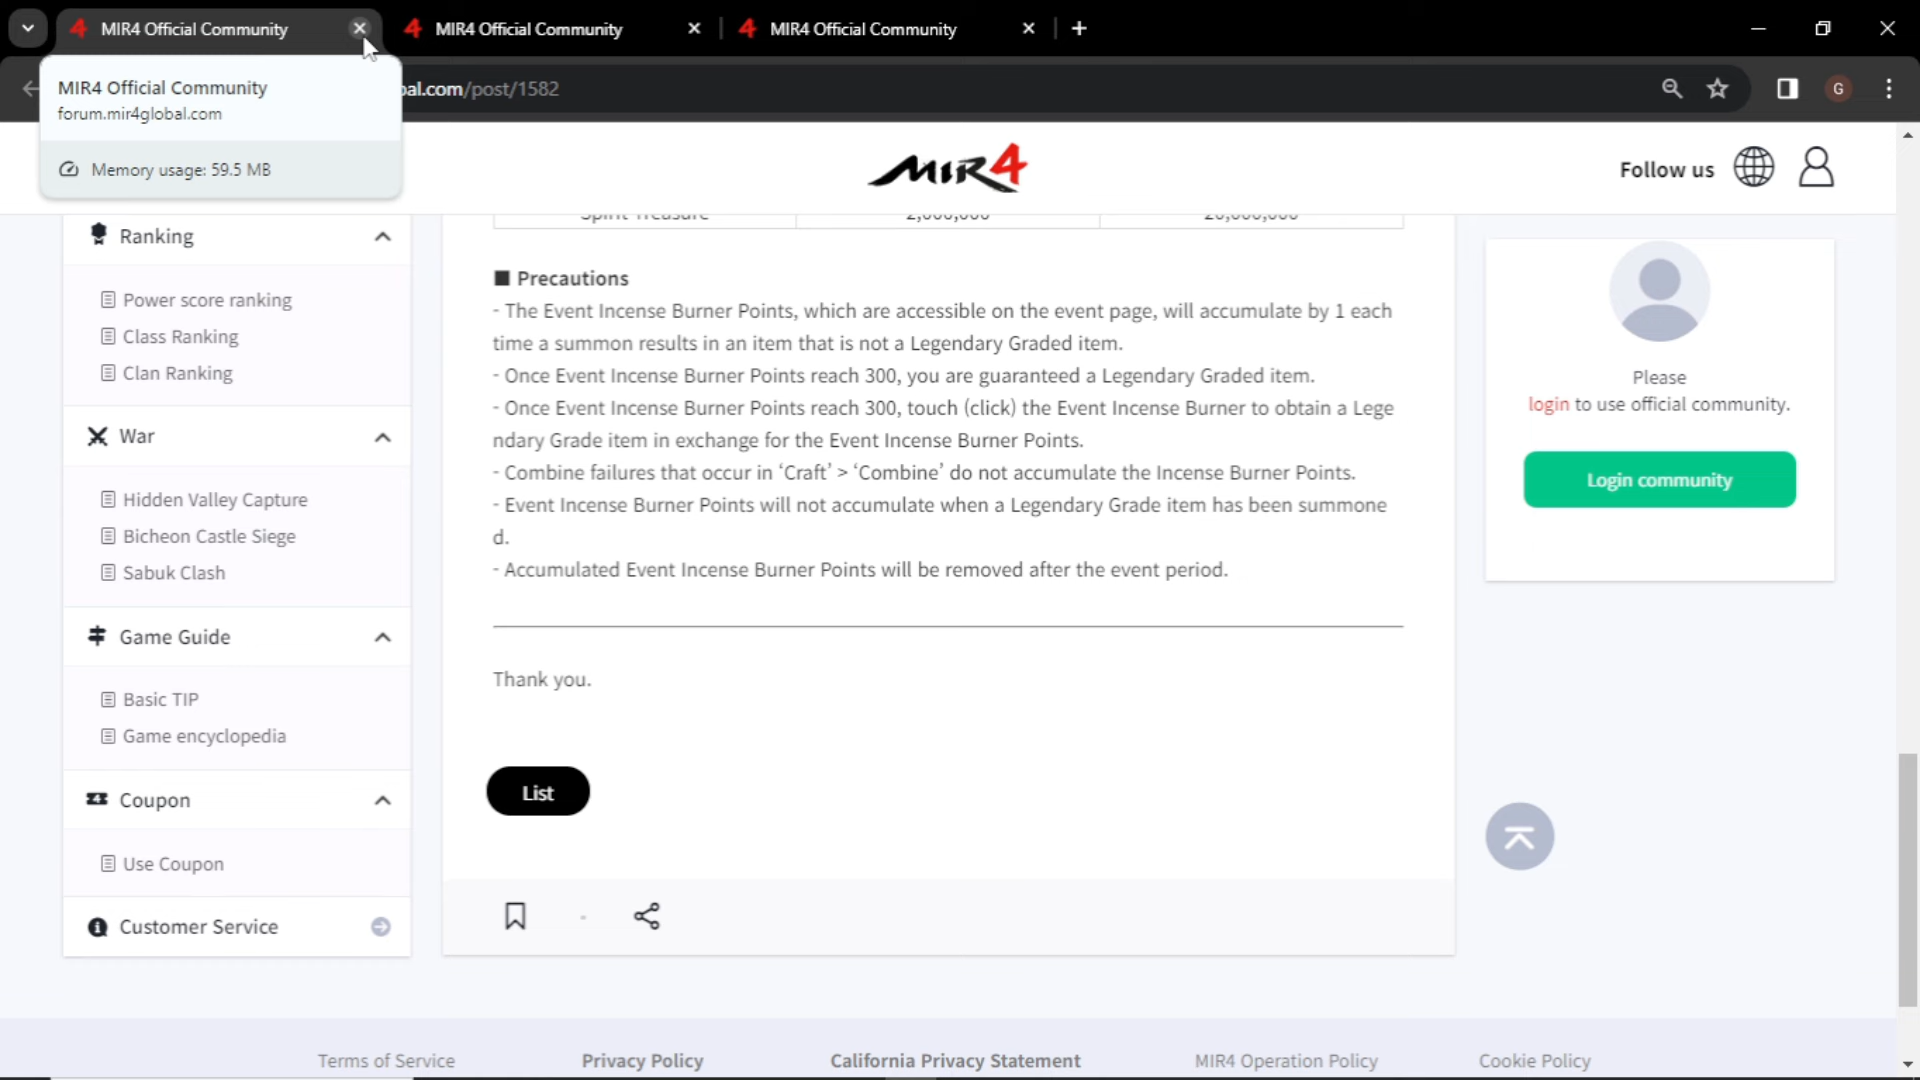 MIR4 Official Community
MIR4 Official Community
MIR4 Official Community
MIR4 Official Community
forum.mir4global.com
Memory usage: 59.5 MB
bal.com/post/1582
G
MIR4
Follow us
Ranking
Power score ranking
Class Ranking
Clan Ranking
War
Hidden Valley Capture
Bicheon Castle Siege
Sabuk Clash
Game Guide
Basic TIP
Game encyclopedia
Coupon
Use Coupon
Customer Service
Spirit Treasure 2,000,000 20,000,000
■ Precautions
- The Event Incense Burner Points, which are accessible on the event page, will accumulate by 1 each
time a summon results in an item that is not a Legendary Graded item.
- Once Event Incense Burner Points reach 300, you are guaranteed a Legendary Graded item.
- Once Event Incense Burner Points reach 300, touch (click) the Event Incense Burner to obtain a Lege
ndary Grade item in exchange for the Event Incense Burner Points.
- Combine failures that occur in ‘Craft’ > ‘Combine’ do not accumulate the Incense Burner Points.
- Event Incense Burner Points will not accumulate when a Legendary Grade item has been summone
d.
- Accumulated Event Incense Burner Points will be removed after the event period.
Thank you.
List
Please
login to use official community.
Login community
Terms of Service
Privacy Policy
California Privacy Statement
MIR4 Operation Policy
Cookie Policy